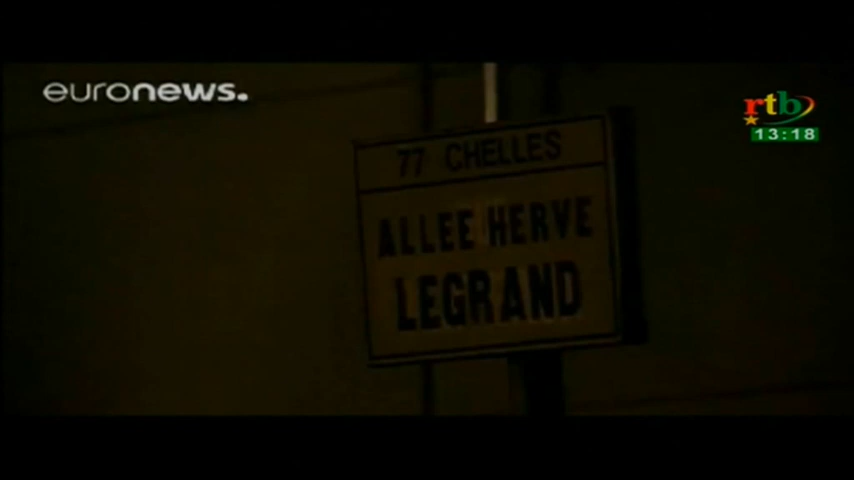 euronews.
rtb
13:18
77 CHELLES
ALLEE HERVE
LEGRAND